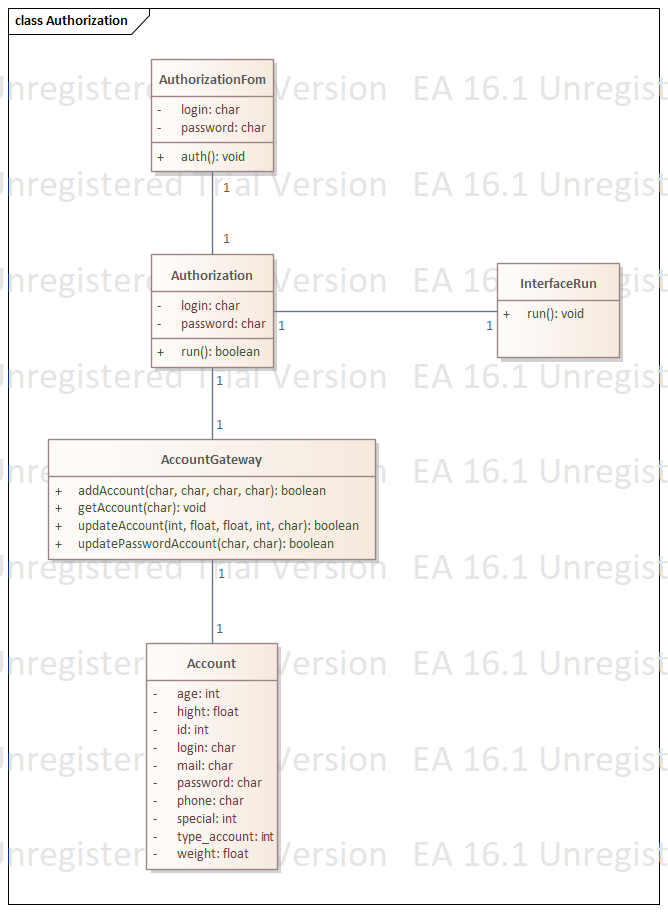 class Authorization
AuthorizationFom
- login: char
- password: char
+ auth(): void
1
1
Authorization
- login: char
- password: char
+ run(): boolean
1
1
InterfaceRun
+ run(): void
1
1
AccountGateway
+ addAccount(char, char, char, char): boolean
+ getAccount(char): void
+ updateAccount(int, float, float, int, char): boolean
+ updatePasswordAccount(char, char): boolean
1
1
Account
- age: int
- hight: float
- id: int
- login: char
- mail: char
- password: char
- phone: char
- special: int
- type_account: int
- weight: float
Unregistered Trial Version EA 16.1 Unregist